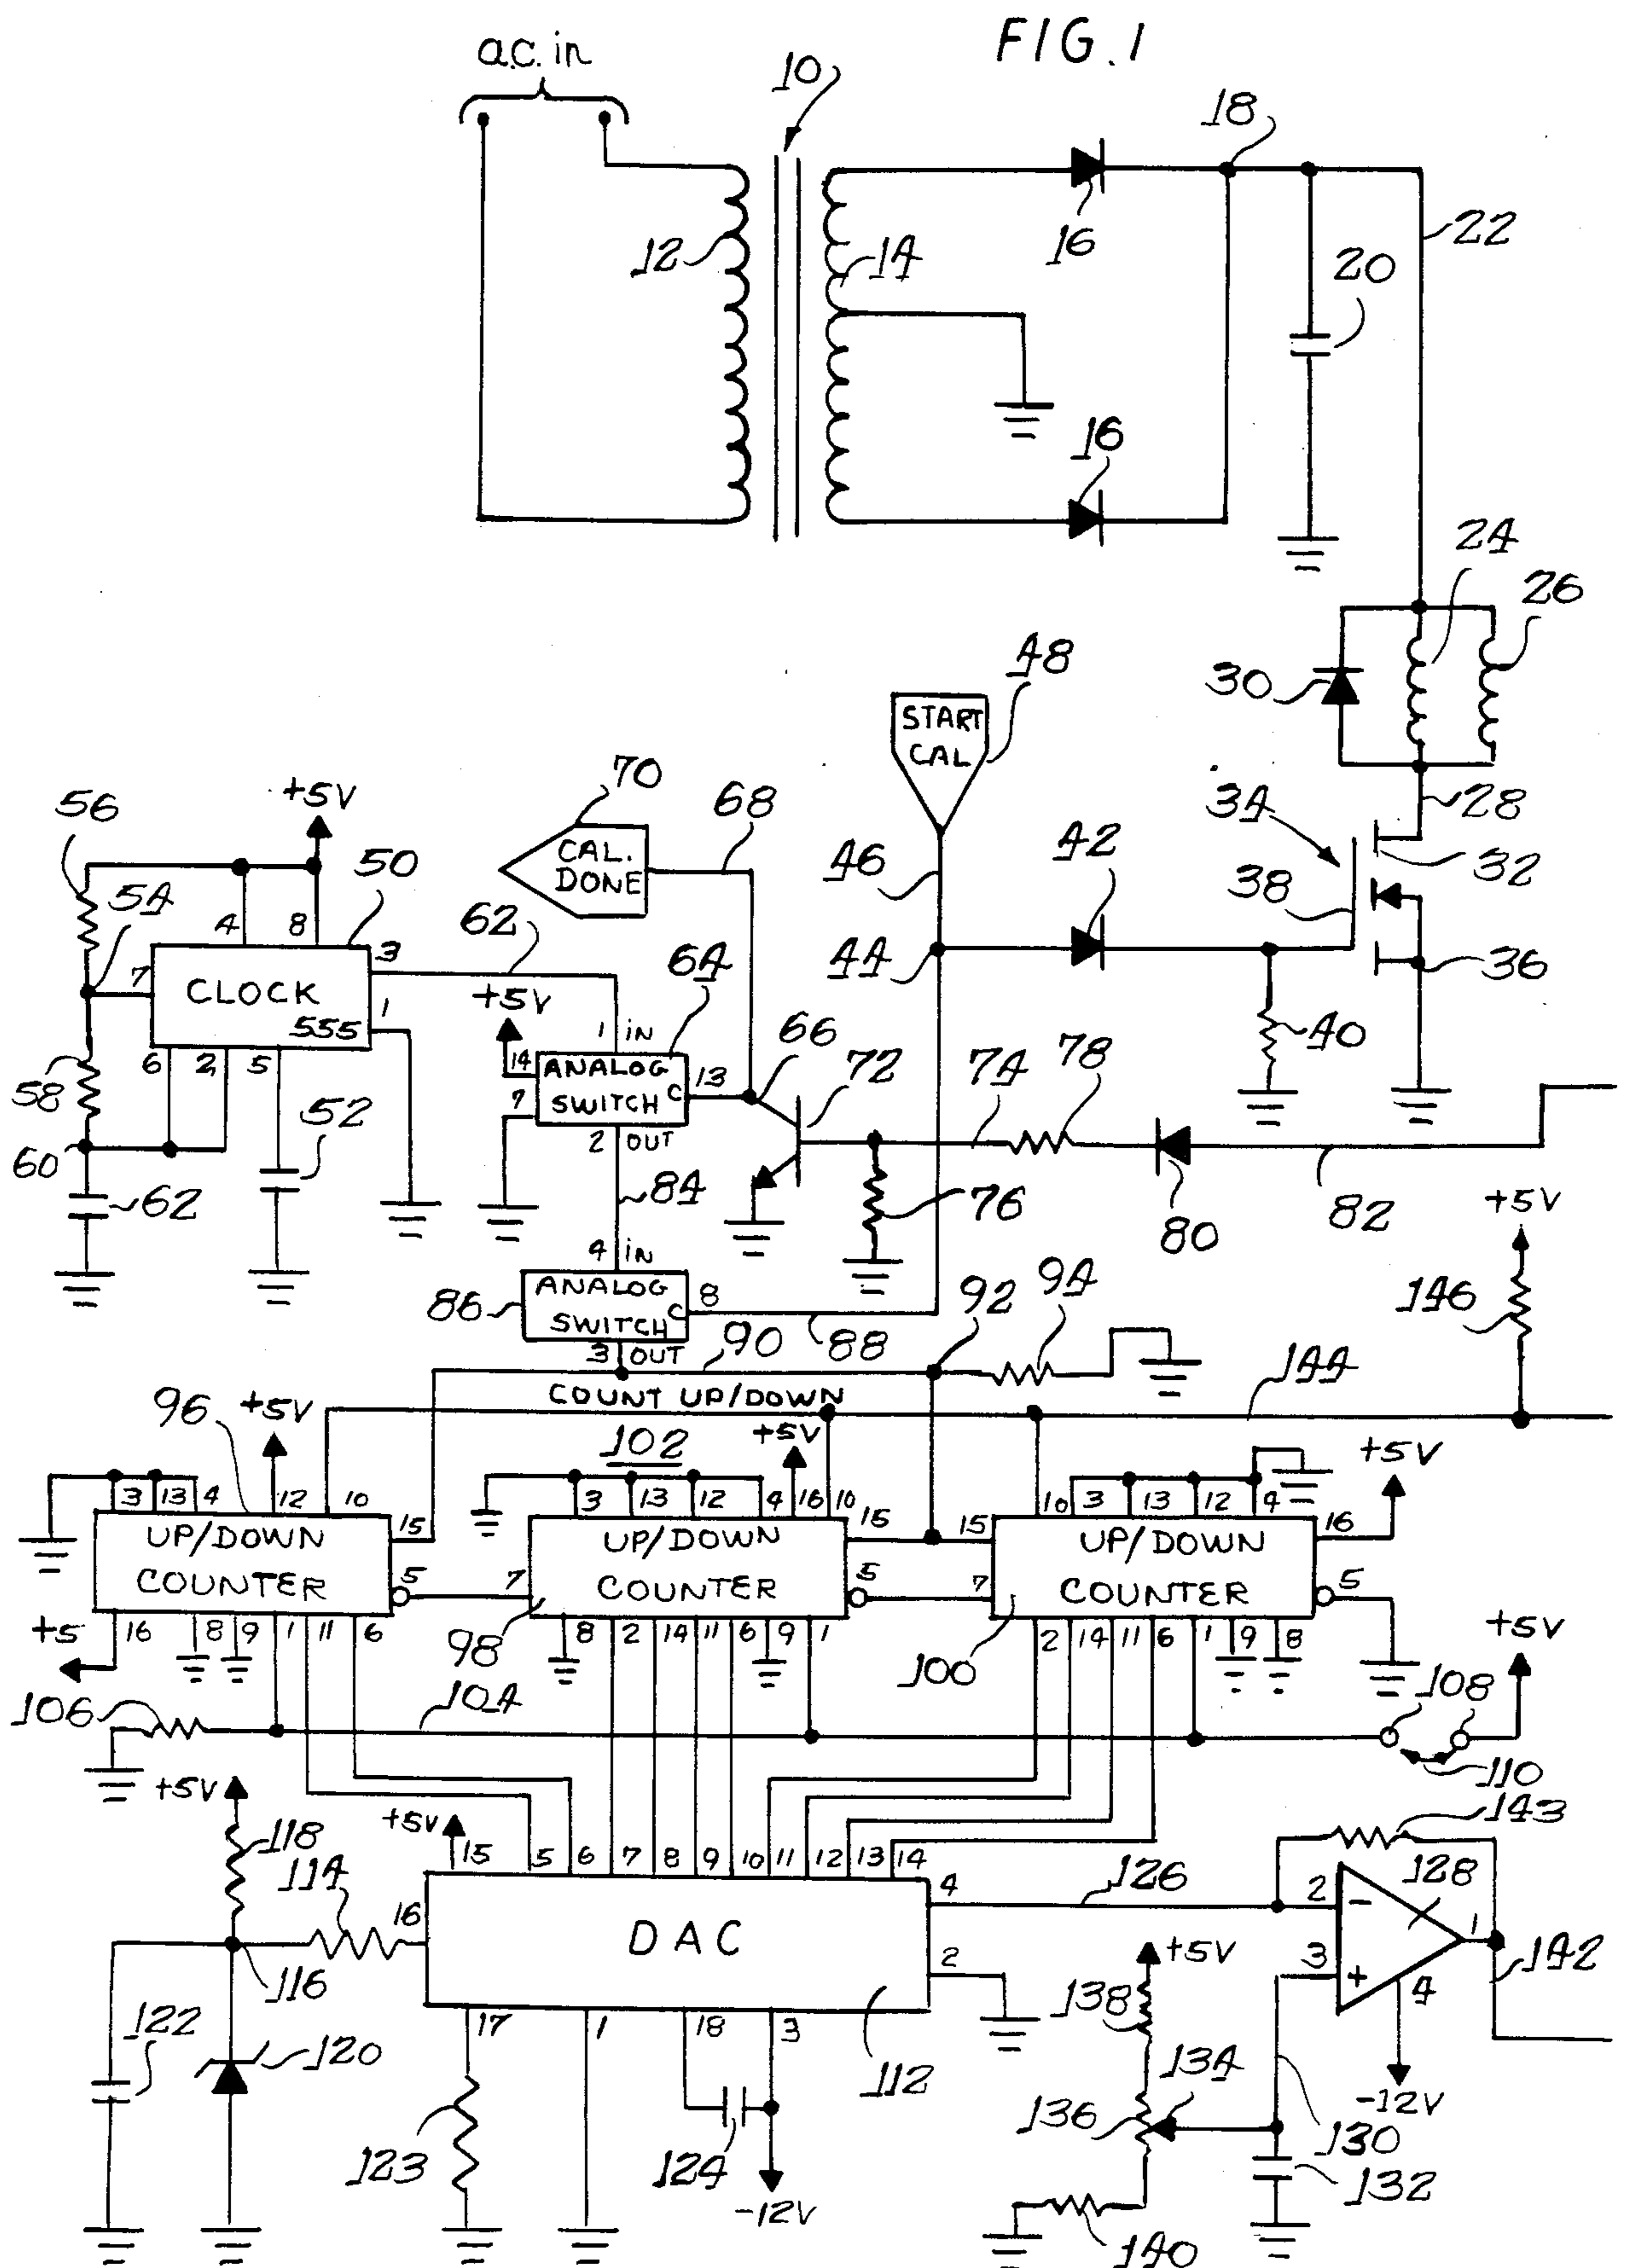 FIG. 1
a.c. in
10
18
12
14
16
22
20
16
24
26
30
48
START
CAL
70
68
56
+5V
CAL.
DONE
34
28
42
32
50
54
46
38
4
8
62
64
44
36
7
CLOCK
3
555
1
+5V
1 IN
66
72
74
78
40
58
6
2
5
14
ANALOG
SWITCH
C
13
7
52
2 OUT
60
62
84
76
80
82
+5V
4 IN
86
ANALOG
SWITCH
C
8
92
94
146
3 OUT
90
88
144
COUNT UP/DOWN
96
+5V
102
+5V
+5V
3 13 4 12 10
3 13 12 4 16 10
10 3 13 12 4
15
UP/DOWN
COUNTER
5
7
UP/DOWN
COUNTER
15
5
15
7
UP/DOWN
COUNTER
16
5
+5
16 8 9 1 11 6
98
8 2 14 11 6 9 1
100
2 14 11 6 1 9 8
+5V
106
104
108
108
110
+5V
118
114
+5V
15 5 6 7 8 9 10 11 12 13 14
143
16
DAC
4
126
2
-
128
1
116
2
+5V
3
+
4
142
122
120
17
1
18
3
112
138
134
-12V
123
124
136
130
132
-12V
140